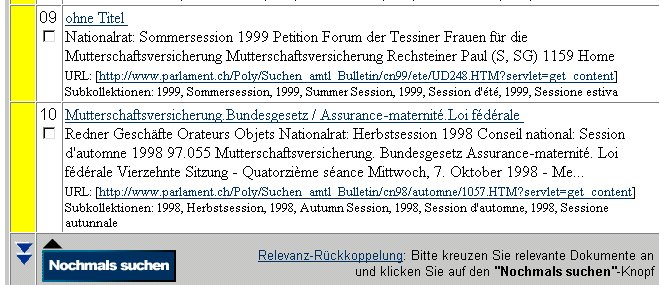 09 ohne Titel
Nationalrat: Sommersession 1999 Petition Forum der Tessiner Frauen für die
Mutterschaftsversicherung Mutterschaftsversicherung Rechsteiner Paul (S, SG) 1159 Home
URL: [http://www.parlament.ch/Poly/Suchen_amtl_Bulletin/cn99/ete/UD248.HTM?servlet=get_content]
Subkollektionen: 1999, Sommersession, 1999, Summer Session, 1999, Session d'été, 1999, Sessione estiva
10 Mutterschaftsversicherung.Bundesgesetz / Assurance-maternité.Loi fédérale
Redner Geschäfte Orateurs Objets Nationalrat: Herbstsession 1998 Conseil national: Session
d'automne 1998 97.055 Mutterschaftsversicherung. Bundesgesetz Assurance-maternité. Loi
fédérale Vierzehnte Sitzung - Quatorzième séance Mittwoch, 7. Oktober 1998 - Me...
URL: [http://www.parlament.ch/Poly/Suchen_amtl_Bulletin/cn98/automne/1057.HTM?servlet=get_content]
Subkollektionen: 1998, Herbstsession, 1998, Autumn Session, 1998, Session d'automne, 1998, Sessione
autunnale
Nochmals suchen
Relevanz-Rückkoppelung: Bitte kreuzen Sie relevante Dokumente an
und klicken Sie auf den "Nochmals suchen"-Knopf